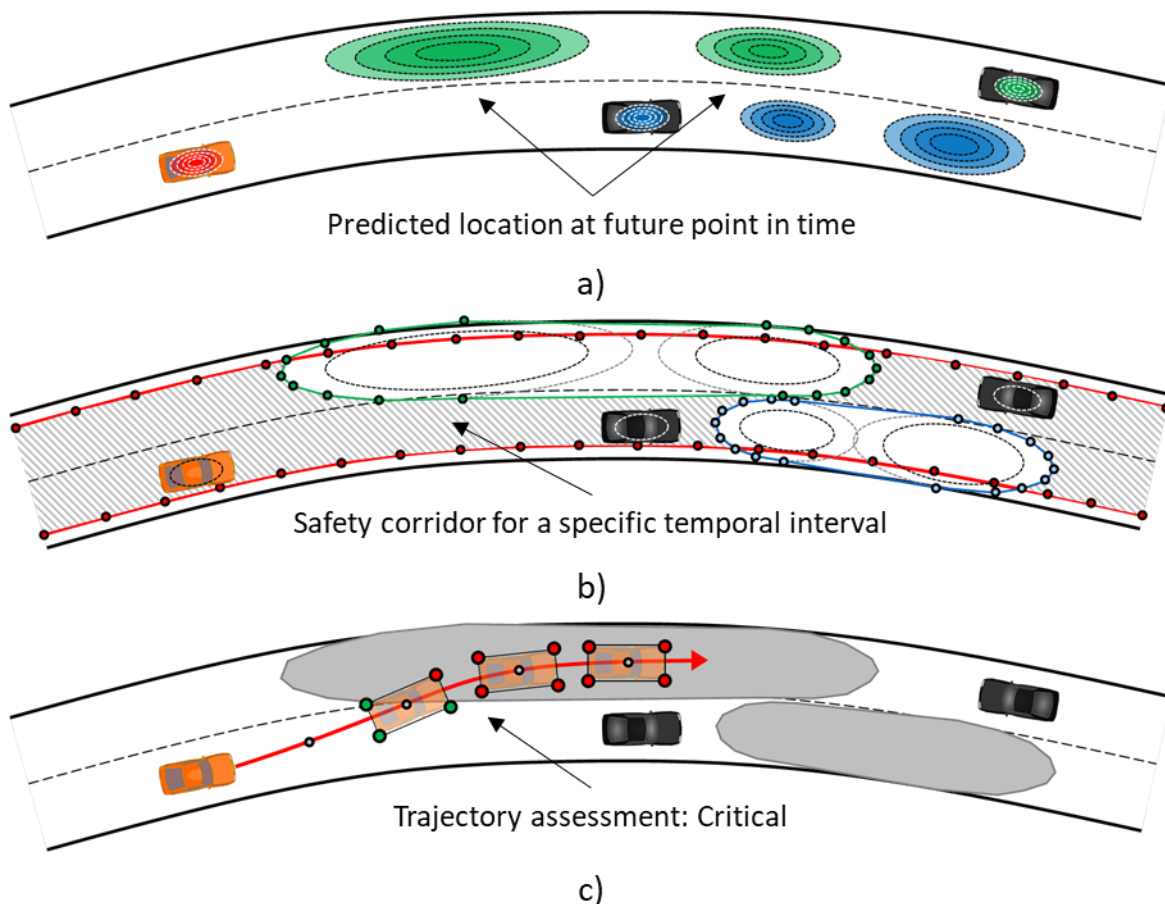 Predicted location at future point in time
a)
Safety corridor for a specific temporal interval
b)
Trajectory assessment: Critical
c)